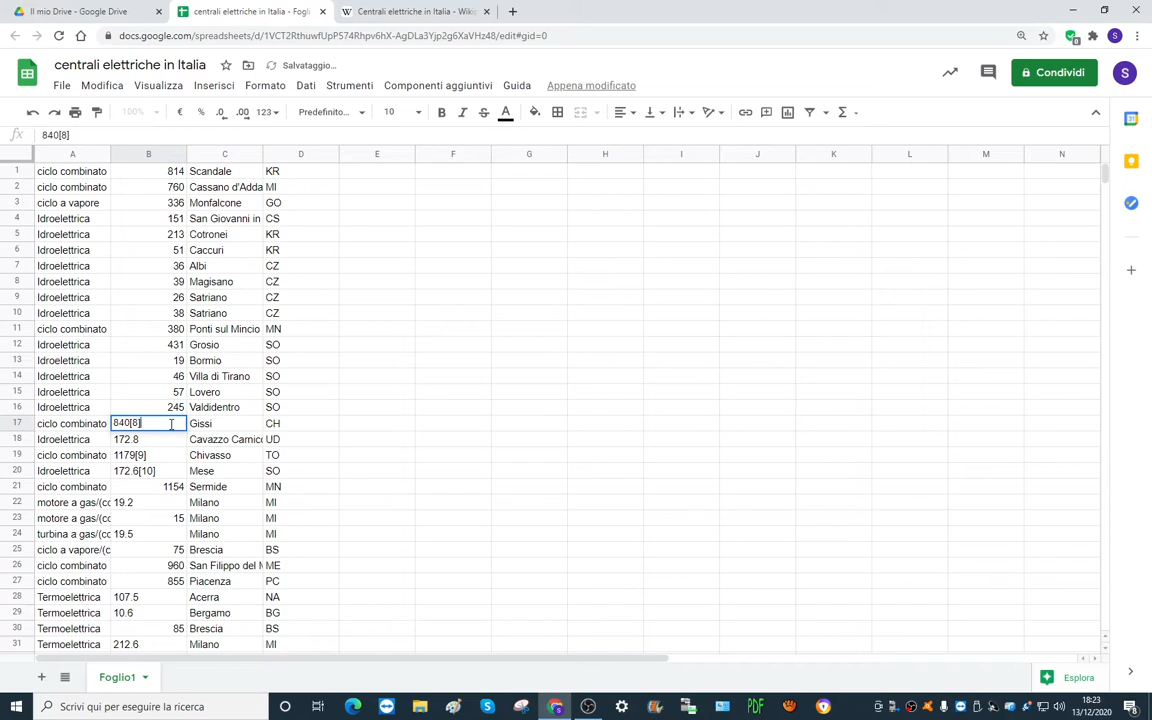 Il mio Drive - Google Drive
centrali elettriche in Italia - Fogli
Centrali elettriche in Italia - Wiki
docs.google.com/spreadsheets/d/1VCT2RthuwfUpP574Rhpv6hX-AgDLa3Yjp2g6XaVHz48/edit#gid=0
S
centrali elettriche in Italia
Salvataggio...
File Modifica Visualizza Inserisci Formato Dati Strumenti Componenti aggiuntivi Guida Appena modificato
Condividi
S
100% € % .0 .00 123 Predefinito... 10 B I S A
fx 840[8]
A B C D E F G H I J K L M N
1 ciclo combinato 814 Scandale KR
2 ciclo combinato 760 Cassano d'Adda MI
3 ciclo a vapore 336 Monfalcone GO
4 Idroelettrica 151 San Giovanni in CS
5 Idroelettrica 213 Cotronei KR
6 Idroelettrica 51 Caccuri KR
7 Idroelettrica 36 Albi CZ
8 Idroelettrica 39 Magisano CZ
9 Idroelettrica 26 Satriano CZ
10 Idroelettrica 38 Satriano CZ
11 ciclo combinato 380 Ponti sul Mincio MN
12 Idroelettrica 431 Grosio SO
13 Idroelettrica 19 Bormio SO
14 Idroelettrica 46 Villa di Tirano SO
15 Idroelettrica 57 Lovero SO
16 Idroelettrica 245 Valdidentro SO
17 ciclo combinato 840[8] Gissi CH
18 Idroelettrica 172.8 Cavazzo Carnico UD
19 ciclo combinato 1179[9] Chivasso TO
20 Idroelettrica 172.6[10] Mese SO
21 ciclo combinato 1154 Sermide MN
22 motore a gas/(co 19.2 Milano MI
23 motore a gas/(co 15 Milano MI
24 turbina a gas/(co 19.5 Milano MI
25 ciclo a vapore/(c 75 Brescia BS
26 ciclo combinato 960 San Filippo del M ME
27 ciclo combinato 855 Piacenza PC
28 Termoelettrica 107.5 Acerra NA
29 Termoelettrica 10.6 Bergamo BG
30 Termoelettrica 85 Brescia BS
31 Termoelettrica 212.6 Milano MI
Foglio1
Esplora
Scrivi qui per eseguire la ricerca
PDF
18:23
13/12/2020